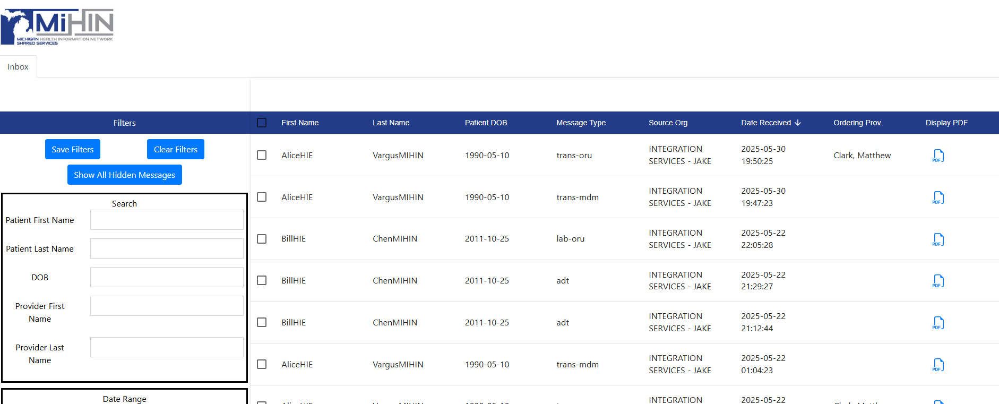 MiHIN
MICHIGAN HEALTH INFORMATION NETWORK
SHARED SERVICES
Inbox
Filters
Save Filters Clear Filters
Show All Hidden Messages
Search
Patient First Name
Patient Last Name
DOB
Provider First
Name
Provider Last
Name
Date Range
First Name Last Name Patient DOB Message Type Source Org Date Received Ordering Prov. Display PDF
AliceHIE VargusMIHIN 1990-05-10 trans-oru INTEGRATION SERVICES - JAKE 2025-05-30 19:50:25 Clark, Matthew PDF
AliceHIE VargusMIHIN 1990-05-10 trans-mdm INTEGRATION SERVICES - JAKE 2025-05-30 19:47:23 PDF
BillHIE ChenMIHIN 2011-10-25 lab-oru INTEGRATION SERVICES - JAKE 2025-05-22 22:05:28 PDF
BillHIE ChenMIHIN 2011-10-25 adt INTEGRATION SERVICES - JAKE 2025-05-22 21:29:27 PDF
BillHIE ChenMIHIN 2011-10-25 adt INTEGRATION SERVICES - JAKE 2025-05-22 21:12:44 PDF
AliceHIE VargusMIHIN 1990-05-10 trans-mdm INTEGRATION SERVICES - JAKE 2025-05-22 01:04:23 PDF
INTEGRATION 2025-05-22